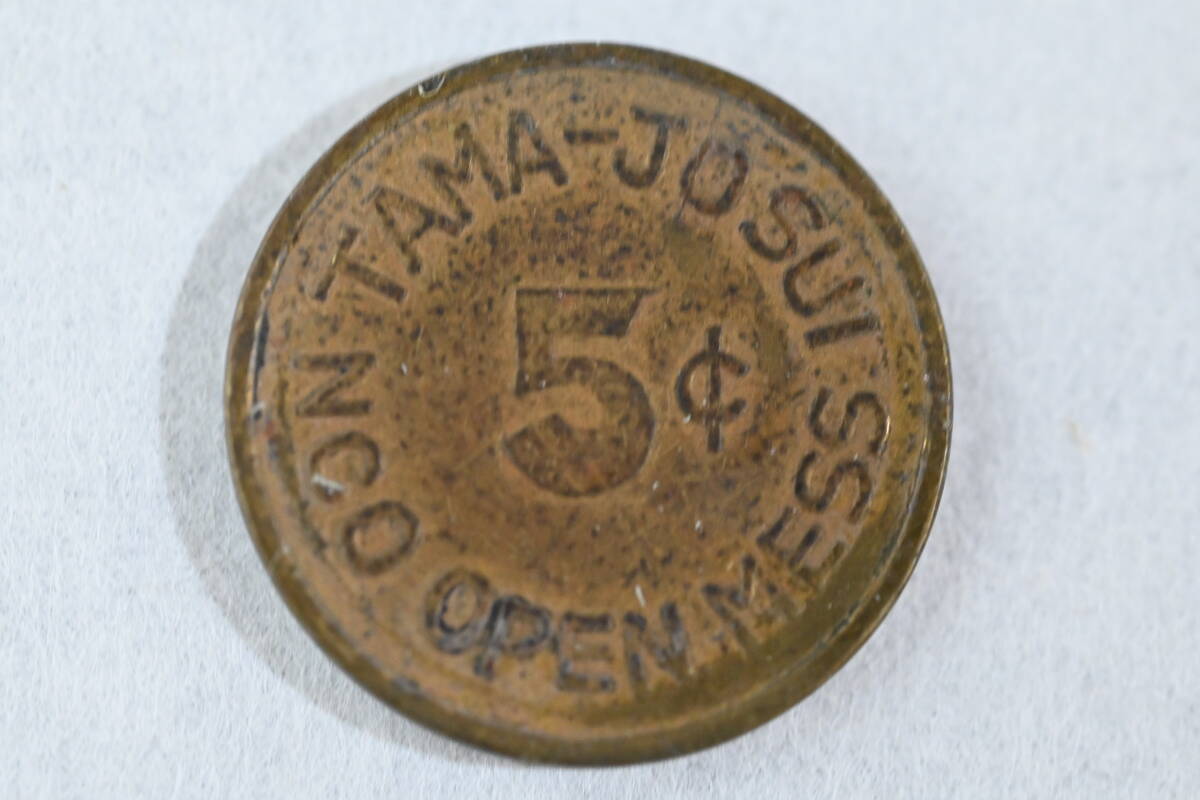 TAMA-JOSUI
5¢
NCO OPEN MESS